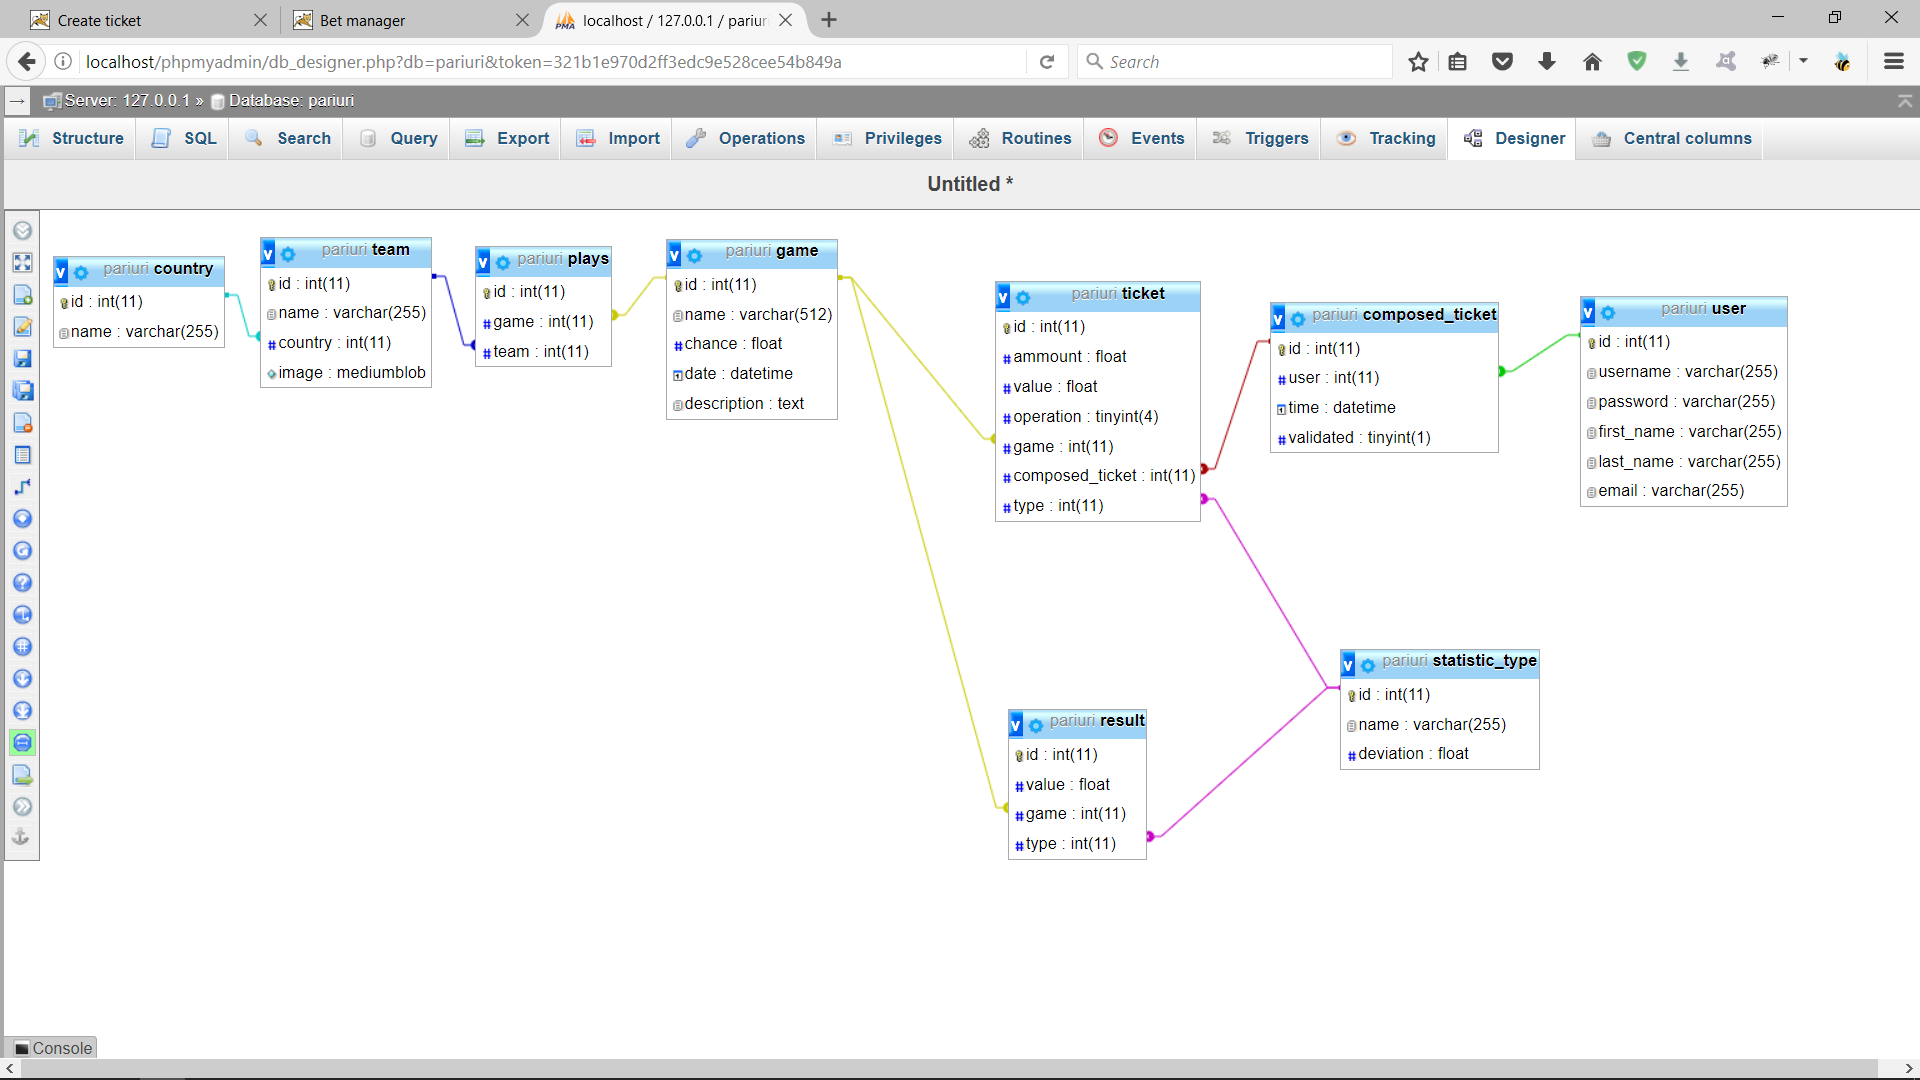 Create ticket
Bet manager
localhost / 127.0.0.1 / pariur
localhost/phpmyadmin/db_designer.php?db=pariuri&token=321b1e970d2ff3edc9e528cee54b849a
Search
Server: 127.0.0.1 » Database: pariuri
Structure SQL Search Query Export Import Operations Privileges Routines Events Triggers Tracking Designer Central columns
Untitled *
pariuri country
id : int(11)
name : varchar(255)
pariuri team
id : int(11)
name : varchar(255)
country : int(11)
image : mediumblob
pariuri plays
id : int(11)
game : int(11)
team : int(11)
pariuri game
id : int(11)
name : varchar(512)
chance : float
date : datetime
description : text
pariuri ticket
id : int(11)
ammount : float
value : float
operation : tinyint(4)
game : int(11)
composed_ticket : int(11)
type : int(11)
pariuri composed_ticket
id : int(11)
user : int(11)
time : datetime
validated : tinyint(1)
pariuri user
id : int(11)
username : varchar(255)
password : varchar(255)
first_name : varchar(255)
last_name : varchar(255)
email : varchar(255)
pariuri statistic_type
id : int(11)
name : varchar(255)
deviation : float
pariuri result
id : int(11)
value : float
game : int(11)
type : int(11)
Console